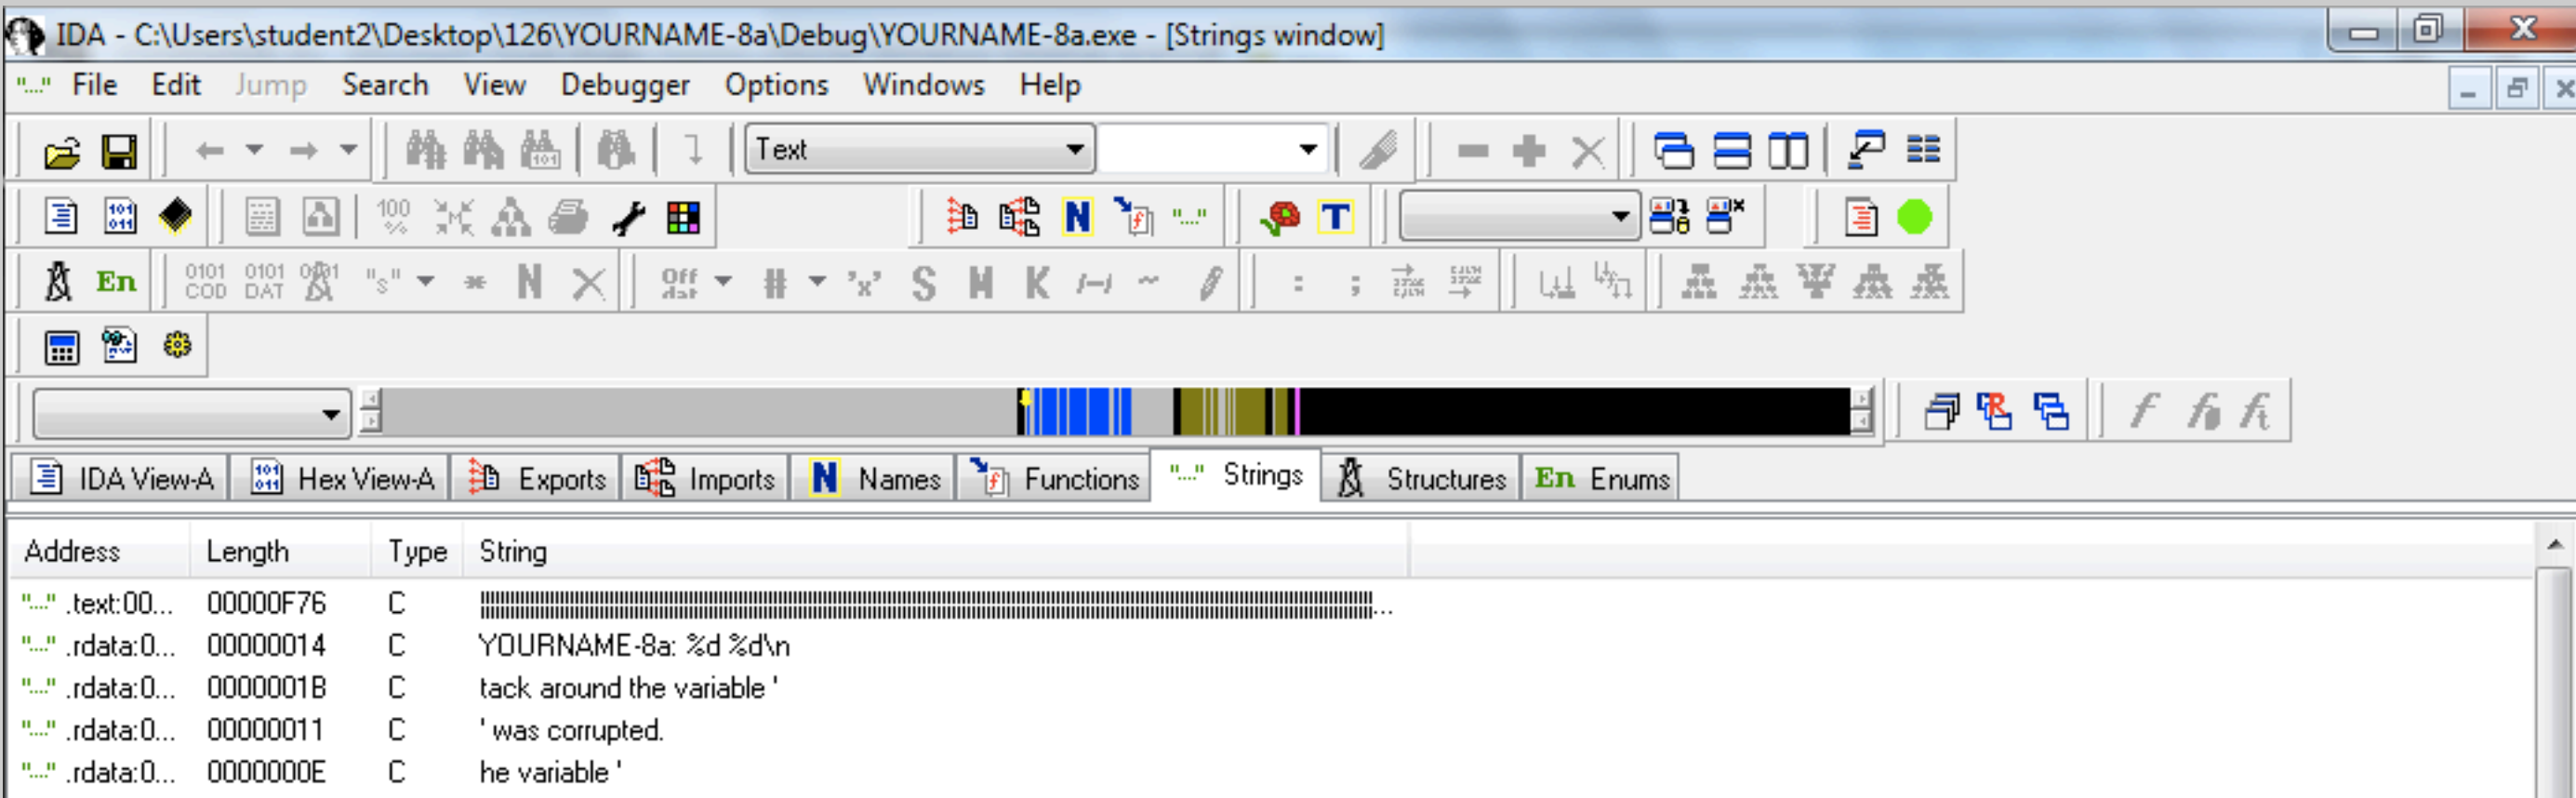 IDA - C:\Users\student2\Desktop\126\YOURNAME-8a\Debug\YOURNAME-8a.exe - [Strings window]
"..." File Edit Jump Search View Debugger Options Windows Help
Text
N "..." T
En 0101 COD 0101 DAT "s" * N Off # 'x' S M K ~ : ;
IDA View-A Hex View-A Exports Imports N Names Functions "..." Strings Structures En Enums
Address Length Type String
"..." .text:00... 00000F76 C
"..." .rdata:0... 00000014 C YOURNAME-8a: %d %d\n
"..." .rdata:0... 0000001B C tack around the variable '
"..." .rdata:0... 00000011 C ' was corrupted.
"..." .rdata:0... 0000000E C he variable '